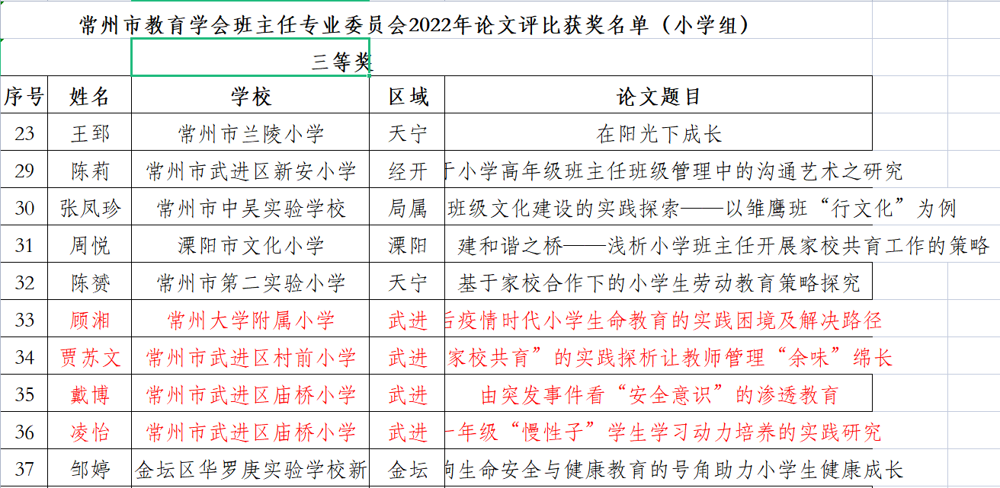 常州市教育学会班主任专业委员会2022年论文评比获奖名单（小学组）
三等奖
序号 姓名 学校 区域 论文题目
23 王郅 常州市兰陵小学 天宁 在阳光下成长
29 陈莉 常州市武进区新安小学 经开 于小学高年级班主任班级管理中的沟通艺术之研究
30 张凤珍 常州市中吴实验学校 局属 班级文化建设的实践探索——以雏鹰班“行文化”为例
31 周悦 溧阳市文化小学 溧阳 建和谐之桥——浅析小学班主任开展家校共育工作的策略
32 陈赟 常州市第二实验小学 天宁 基于家校合作下的小学生劳动教育策略探究
33 顾湘 常州大学附属小学 武进 后疫情时代小学生命教育的实践困境及解决路径
34 贾苏文 常州市武进区村前小学 武进 家校共育”的实践探析让教师管理“余味”绵长
35 戴博 常州市武进区庙桥小学 武进 由突发事件看“安全意识”的渗透教育
36 凌怡 常州市武进区庙桥小学 武进 一年级“慢性子”学生学习动力培养的实践研究
37 邹婷 金坛区华罗庚实验学校新 金坛 响生命安全与健康教育的号角助力小学生健康成长